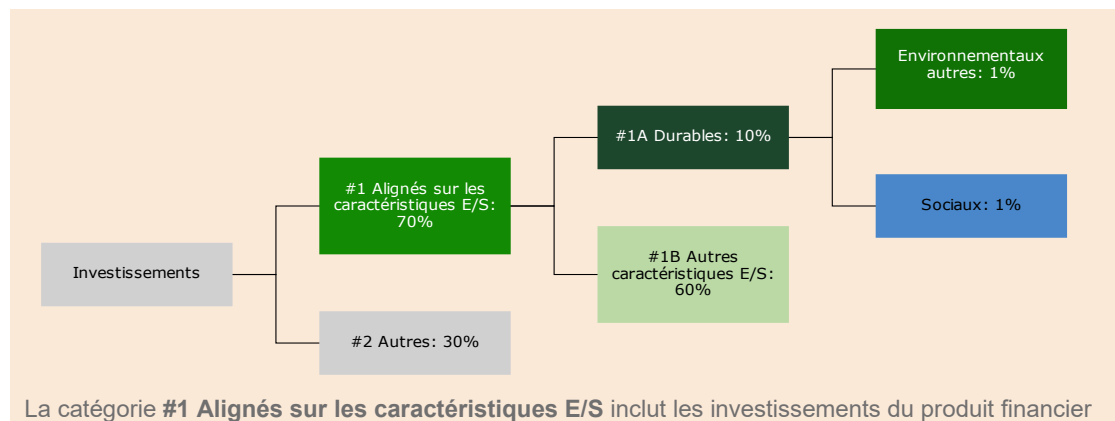 Environnementaux
autres: 1%
#1A Durables: 10%
#1 Alignés sur les
caractéristiques E/S:
70%
Sociaux: 1%
Investissements
#1B Autres
caractéristiques E/S:
60%
#2 Autres: 30%
La catégorie #1 Alignés sur les caractéristiques E/S inclut les investissements du produit financier